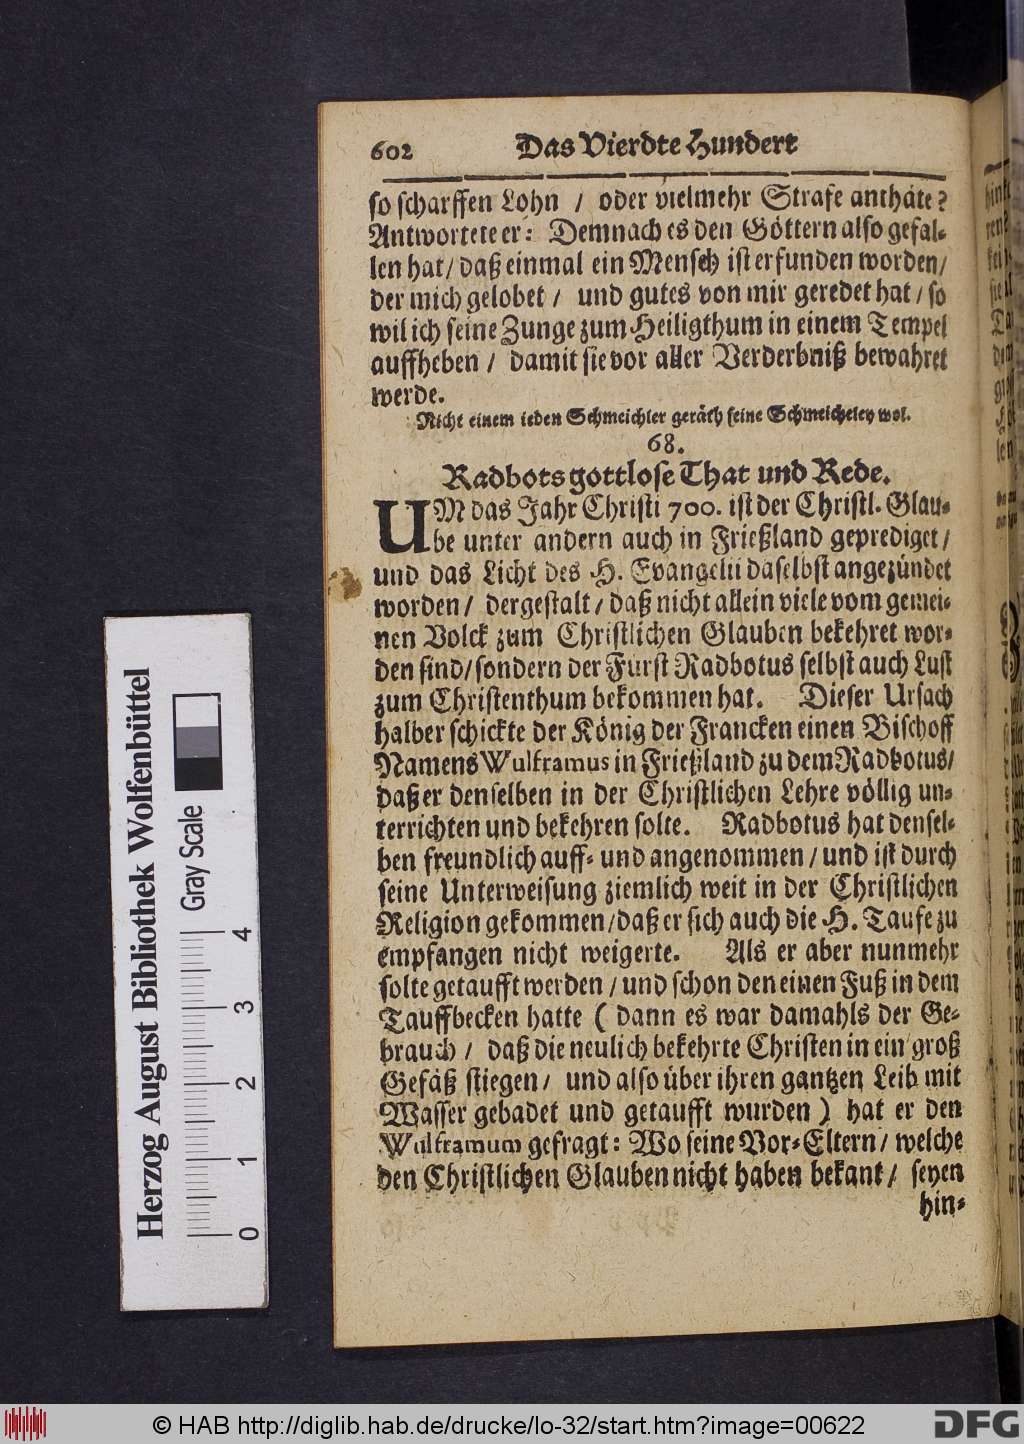 602 Das Vierdte Hundert
so scharffen Lohn / oder vielmehr Strafe anthäte?
Antwortete er: Demnach es den Göttern also gefal-
len hat / daß einmal ein Mensch ist erfunden worden /
der mich gelobet / und gutes von mir geredet hat / so
wil ich seine Zunge zum Heiligthum in einem Tempel
auffheben / damit sie vor aller Verderbniß bewahret
werde.
Nicht einem ieden Schmeichler geräth seine Schmeicheley wol.
68.
Radbots gottlose That und Rede.
UM das Jahr Christi 700. ist der Christl. Glau-
be unter andern auch in Frießland geprediget /
und das Licht des H. Evangelii daselbst angezündet
worden / dergestalt / daß nicht allein viele vom gemei-
nen Volck zum Christlichen Glauben bekehret wor-
den sind / sondern der Fürst Radbotus selbst auch Lust
zum Christenthum bekommen hat. Dieser Ursach
halber schickte der König der Francken einen Bischoff
Namens Wulframus in Frießland zu dem Radbotus /
daß er denselben in der Christlichen Lehre völlig un-
terrichten und bekehren solte. Radbotus hat densel-
ben freundlich auff- und angenommen / und ist durch
seine Unterweisung ziemlich weit in der Christlichen
Religion gekommen / daß er sich auch die H. Taufe zu
empfangen nicht weigerte. Als er aber nunmehr
solte getaufft werden / und schon den einen Fuß in dem
Tauffbecken hatte ( dann es war damahls der Ge-
brauch / daß die neulich bekehrte Christen in ein groß
Gefäß stiegen / und also über ihren gantzen Leib mit
Wasser gebadet und getaufft wurden ) hat er den
Wulframum gefragt: Wo seine Vor-Eltern / welche
den Christlichen Glauben nicht haben bekant / seyen
hin-
Herzog August Bibliothek Wolfenbüttel
Gray Scale
0 1 2 3 4
© HAB http://diglib.hab.de/drucke/lo-32/start.htm?image=00622
DFG